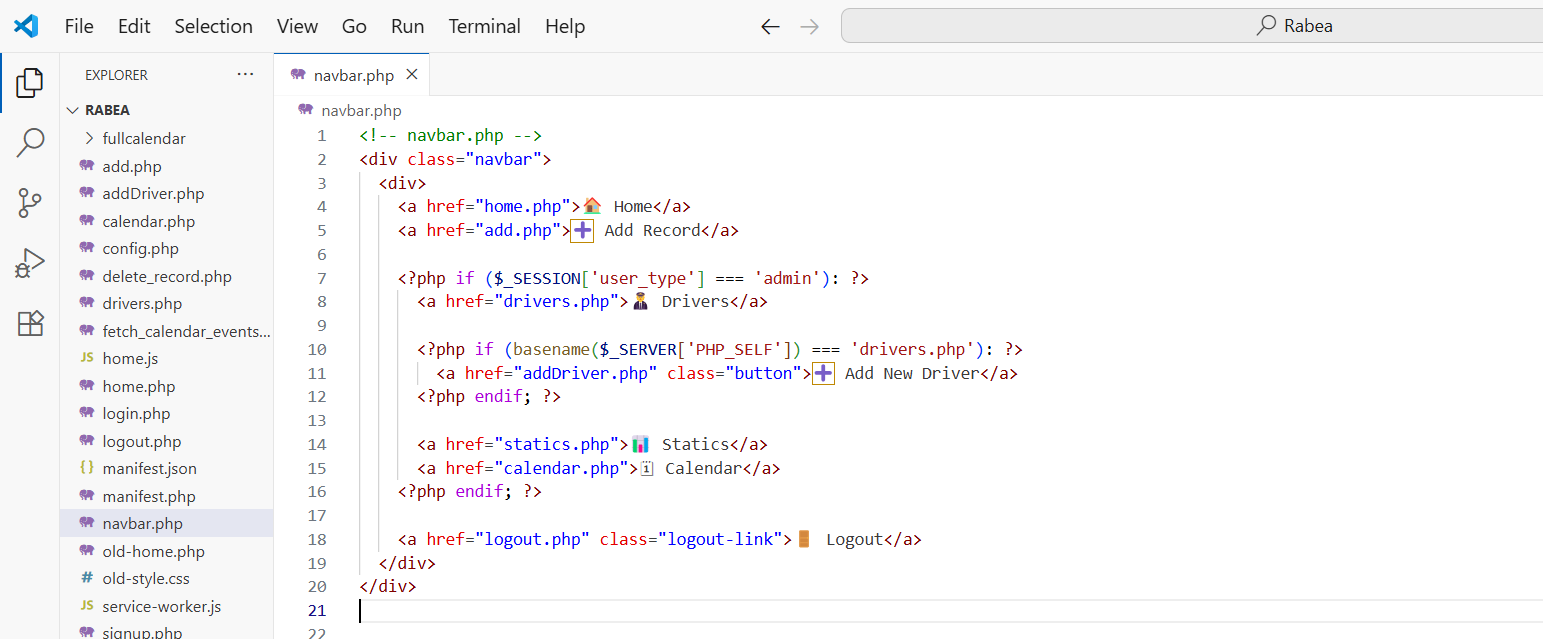 File Edit Selection View Go Run Terminal Help
Rabea
EXPLORER
RABEA
fullcalendar
add.php
addDriver.php
calendar.php
config.php
delete_record.php
drivers.php
fetch_calendar_events...
JS home.js
home.php
login.php
logout.php
{} manifest.json
manifest.php
navbar.php
old-home.php
# old-style.css
JS service-worker.js
signup.php
navbar.php
navbar.php
1 <!-- navbar.php -->
2 <div class="navbar">
3 <div>
4 <a href="home.php">🏠 Home</a>
5 <a href="add.php">➕ Add Record</a>
6
7 <?php if ($_SESSION['user_type'] === 'admin'): ?>
8 <a href="drivers.php">👨‍✈️ Drivers</a>
9
10 <?php if (basename($_SERVER['PHP_SELF']) === 'drivers.php'): ?>
11 <a href="addDriver.php" class="button">➕ Add New Driver</a>
12 <?php endif; ?>
13
14 <a href="statics.php">📊 Statics</a>
15 <a href="calendar.php">🗓 Calendar</a>
16 <?php endif; ?>
17
18 <a href="logout.php" class="logout-link">🚪 Logout</a>
19 </div>
20 </div>
21
22